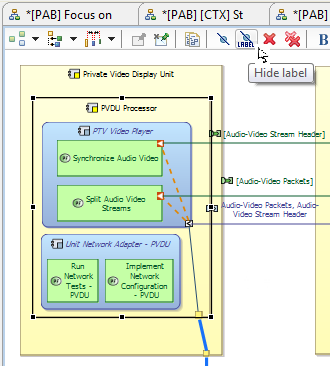 *[PAB] Focus on
*[PAB] [CTX] St
*[PAB]
LABEL
B
Hide label
Private Video Display Unit
PVDU Processor
PTV Video Player
[Audio-Video Stream Header]
Synchronize Audio Video
[Audio-Video Packets]
Split Audio Video
Streams
Audio-Video Packets, Audio-
Video Stream Header
Unit Network Adapter - PVDU
Run
Network
Tests -
PVDU
Implement
Network
Configuration
- PVDU